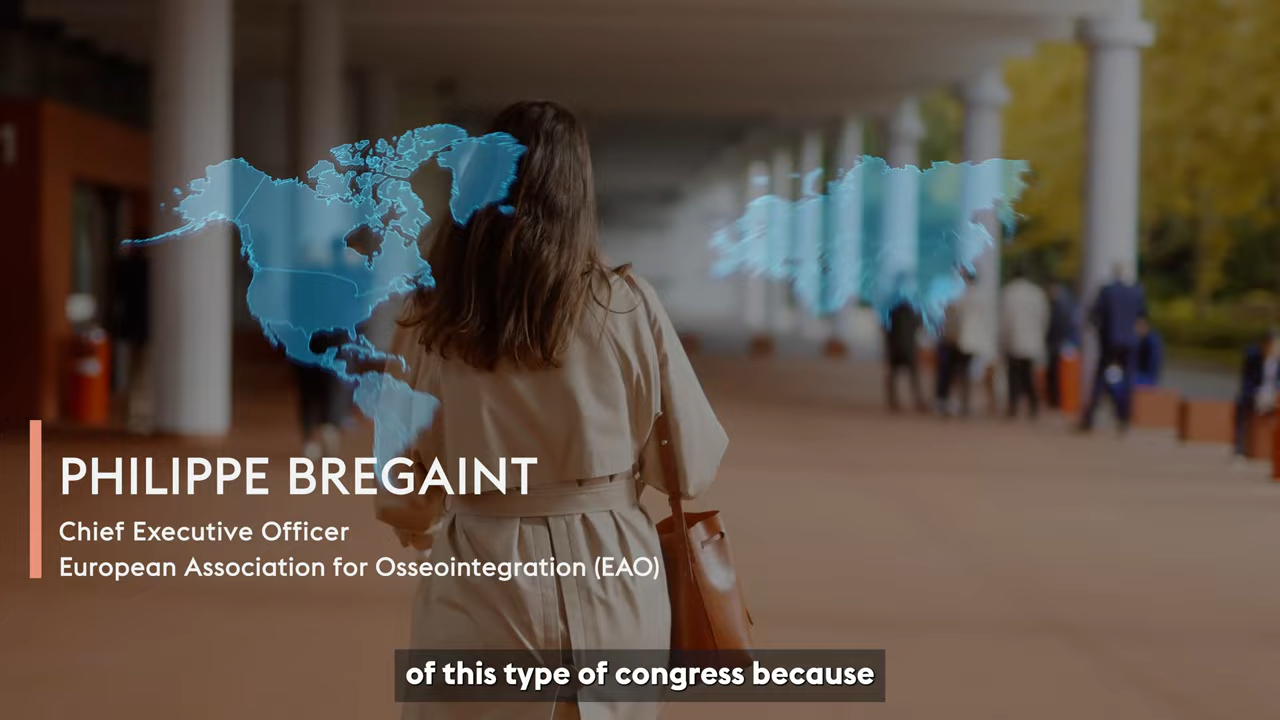 PHILIPPE BREGAINT
Chief Executive Officer
European Association for Osseointegration (EAO)
of this type of congress because